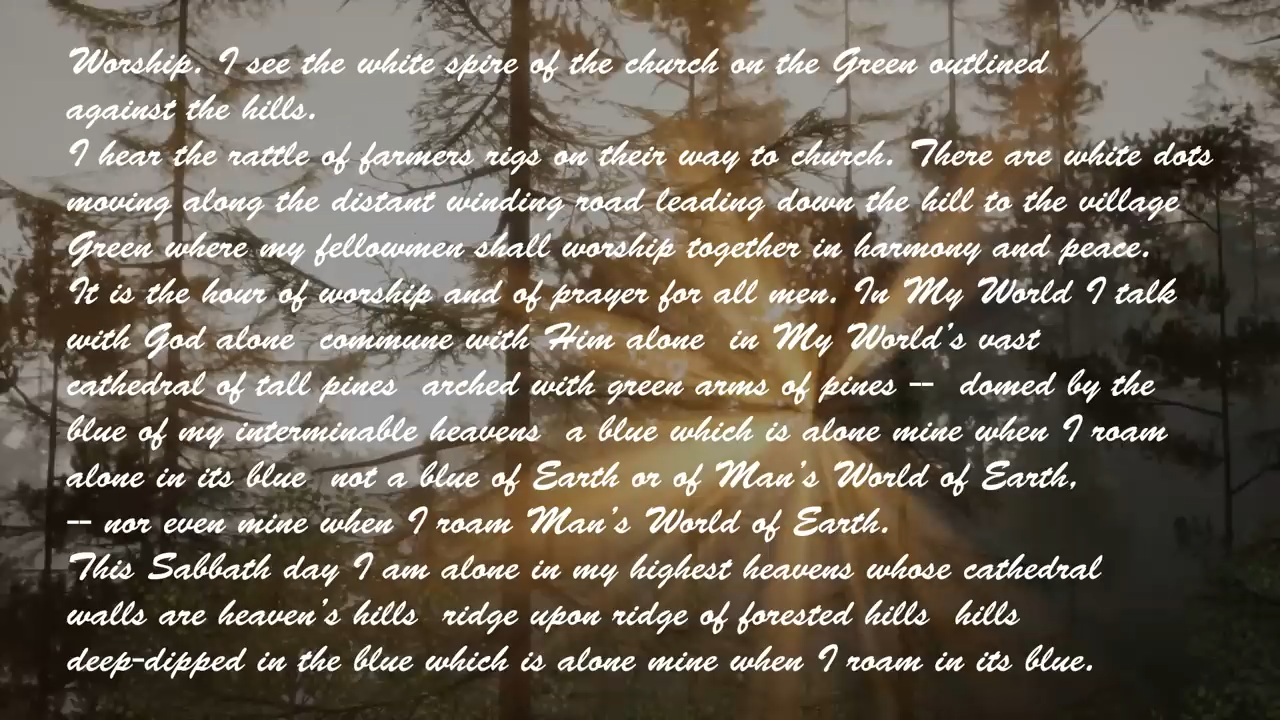 Worship. I see the white spire of the church on the Green outlined
against the hills.
I hear the rattle of farmers rigs on their way to church. There are white dots
moving along the distant winding road leading down the hill to the village
Green where my fellowmen shall worship together in harmony and peace.
It is the hour of worship and of prayer for all men. In My World I talk
with God alone  commune with Him alone  in My World's vast
cathedral of tall pines  arched with green arms of pines --  domed by the
blue of my interminable heavens  a blue which is alone mine when I roam
alone in its blue  not a blue of Earth or of Man's World of Earth,
-- nor even mine when I roam Man's World of Earth.
This Sabbath day I am alone in my highest heavens whose cathedral
walls are heaven's hills  ridge upon ridge of forested hills  hills
deep-dipped in the blue which is alone mine when I roam in its blue.